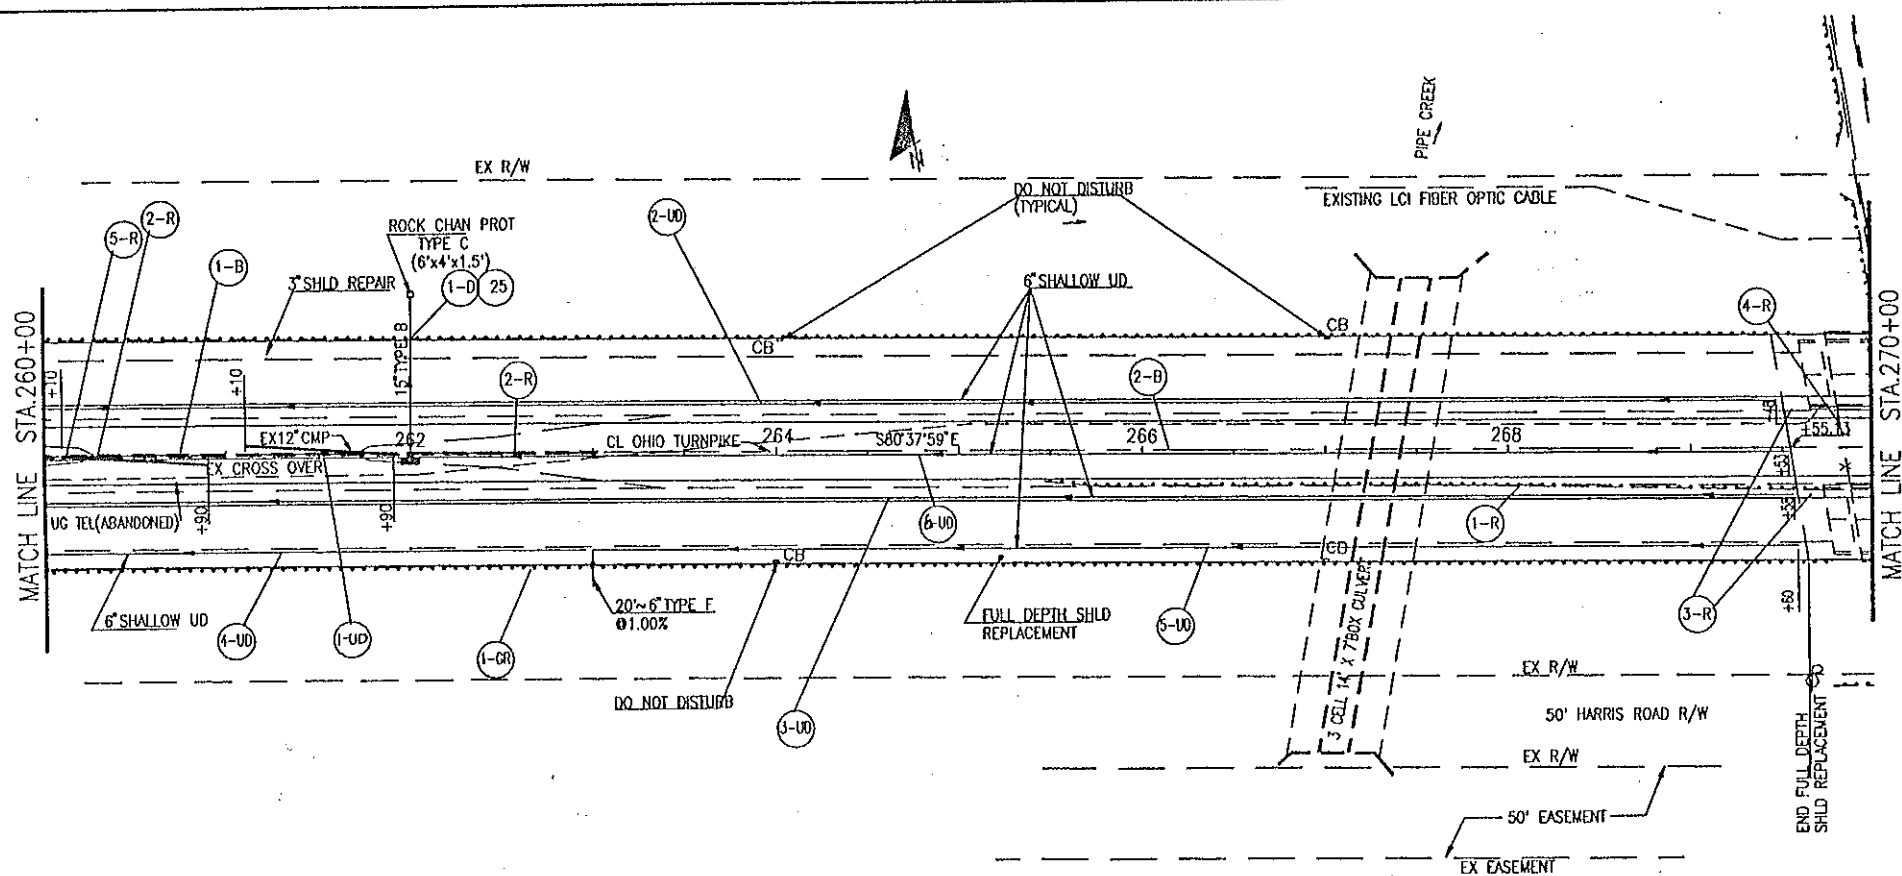 PIPE CREEK
N
EX R/W
DO NOT DISTURB
(TYPICAL)
EXISTING LCI FIBER OPTIC CABLE
5-R
2-R
1-B
ROCK CHAN PROT
TYPE C
(6'x4'x1.5')
1-D
25
2-UD
3" SHLD REPAIR
6" SHALLOW UD
4-R
MATCH LINE STA.260+00
MATCH LINE STA.270+00
+10
+10
15" TYPE B
CB
CB
2-R
2-B
EX12" CMP
262
CL OHIO TURNPIKE
264
S80°37'59"E
266
268
+55.13
+53
+55
EX CROSS OVER
UG TEL(ABANDONED)
+90
+90
6-UD
1-R
CB
CB
6" SHALLOW UD
4-UD
1-UD
1-GR
20'~6" TYPE F
@1.00%
FULL DEPTH SHLD
REPLACEMENT
5-UD
3 CELL 14' X 7' BOX CULVERT
+60
3-R
DO NOT DISTURB
3-UD
EX R/W
50' HARRIS ROAD R/W
EX R/W
END FULL DEPTH
SHLD REPLACEMENT
50' EASEMENT
EX EASEMENT